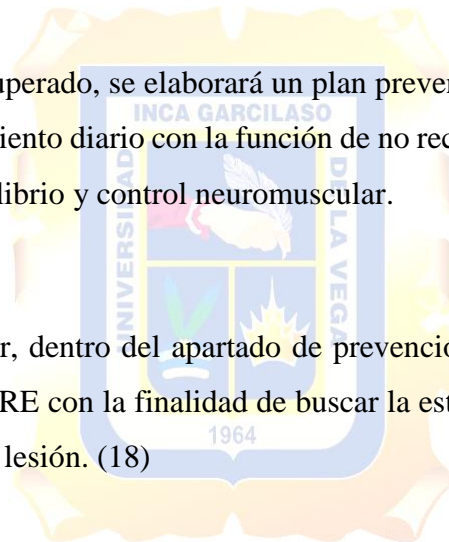 uperado, se elaborará un plan preven
INCA GARCILASO
iento diario con la función de no rec
librio y control neuromuscular.
UNIVERSIDAD
DE LA VEGA
r, dentro del apartado de prevenció
RE con la finalidad de buscar la est
1964
lesión. (18)